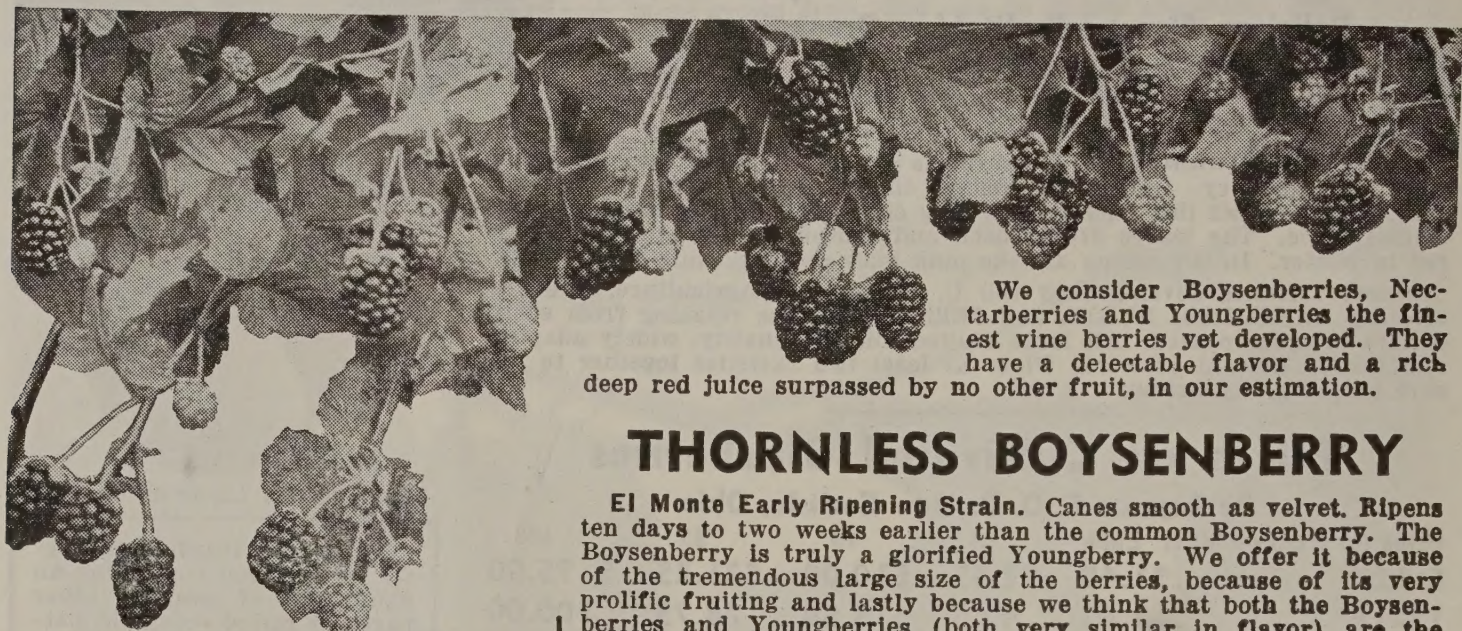 We consider Boysenberries, Nec-
tarberries and Youngberries the fin-
est vine berries yet developed. They
have a delectable flavor and a rich
deep red juice surpassed by no other fruit, in our estimation.
THORNLESS BOYSENBERRY
El Monte Early Ripening Strain. Canes smooth as velvet. Ripens
ten days to two weeks earlier than the common Boysenberry. The
Boysenberry is truly a glorified Youngberry. We offer it because
of the tremendous large size of the berries, because of its very
prolific fruiting and lastly because we think that both the Boysen-
berries and Youngberries (both very similar in flavor) are the